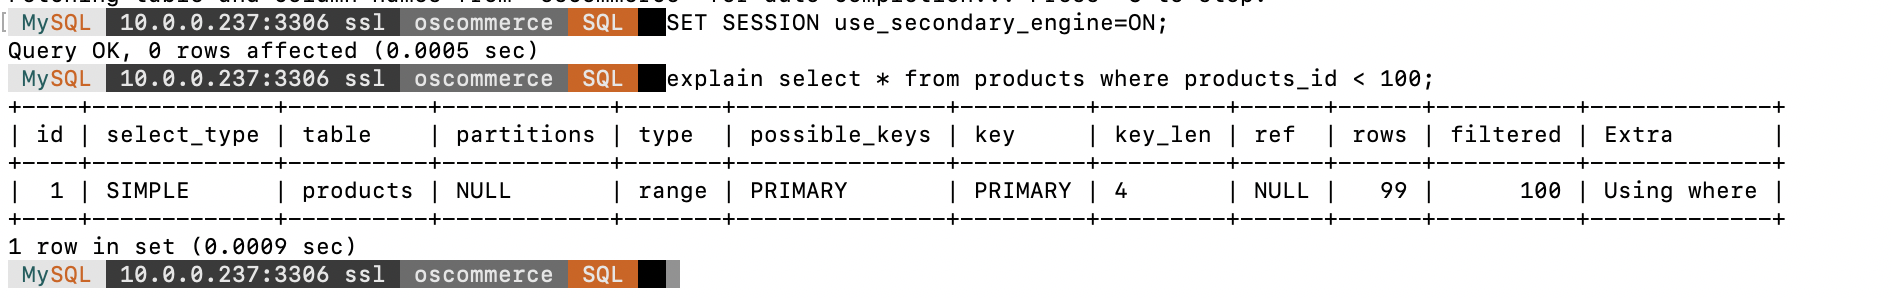 MySQL 10.0.0.237:3306 ssl oscommerce SQL SET SESSION use_secondary_engine=ON;
Query OK, 0 rows affected (0.0005 sec)
MySQL 10.0.0.237:3306 ssl oscommerce SQL explain select * from products where products_id < 100;
+----+-------------+----------+------------+-------+---------------+---------+---------+------+------+----------+-------------+
| id | select_type | table    | partitions | type  | possible_keys | key     | key_len | ref  | rows | filtered | Extra       |
+----+-------------+----------+------------+-------+---------------+---------+---------+------+------+----------+-------------+
|  1 | SIMPLE      | products | NULL       | range | PRIMARY       | PRIMARY | 4       | NULL |   99 |      100 | Using where |
+----+-------------+----------+------------+-------+---------------+---------+---------+------+------+----------+-------------+
1 row in set (0.0009 sec)
MySQL 10.0.0.237:3306 ssl oscommerce SQL